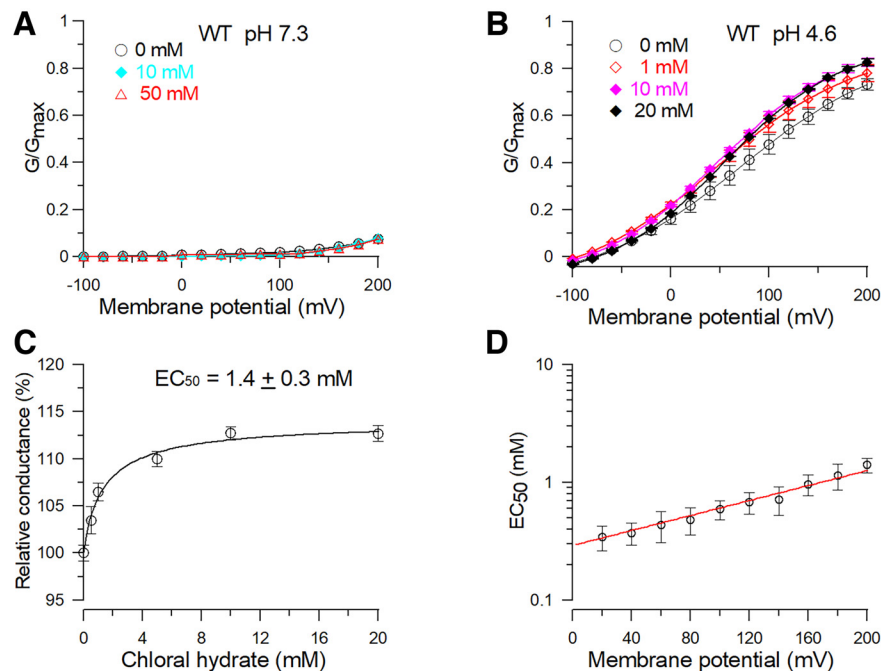 A
WT pH 7.3
0 mM
10 mM
50 mM
G/Gmax
1
0.8
0.6
0.4
0.2
0
-100
0
100
200
Membrane potential (mV)
B
WT pH 4.6
0 mM
1 mM
10 mM
20 mM
G/Gmax
1
0.8
0.6
0.4
0.2
0
-100
0
100
200
Membrane potential (mV)
C
EC50 = 1.4 ± 0.3 mM
Relative conductance (%)
120
115
110
105
100
95
0
4
8
12
16
20
Chloral hydrate (mM)
D
EC50 (mM)
10
1
0.1
0
40
80
120
160
200
Membrane potential (mV)